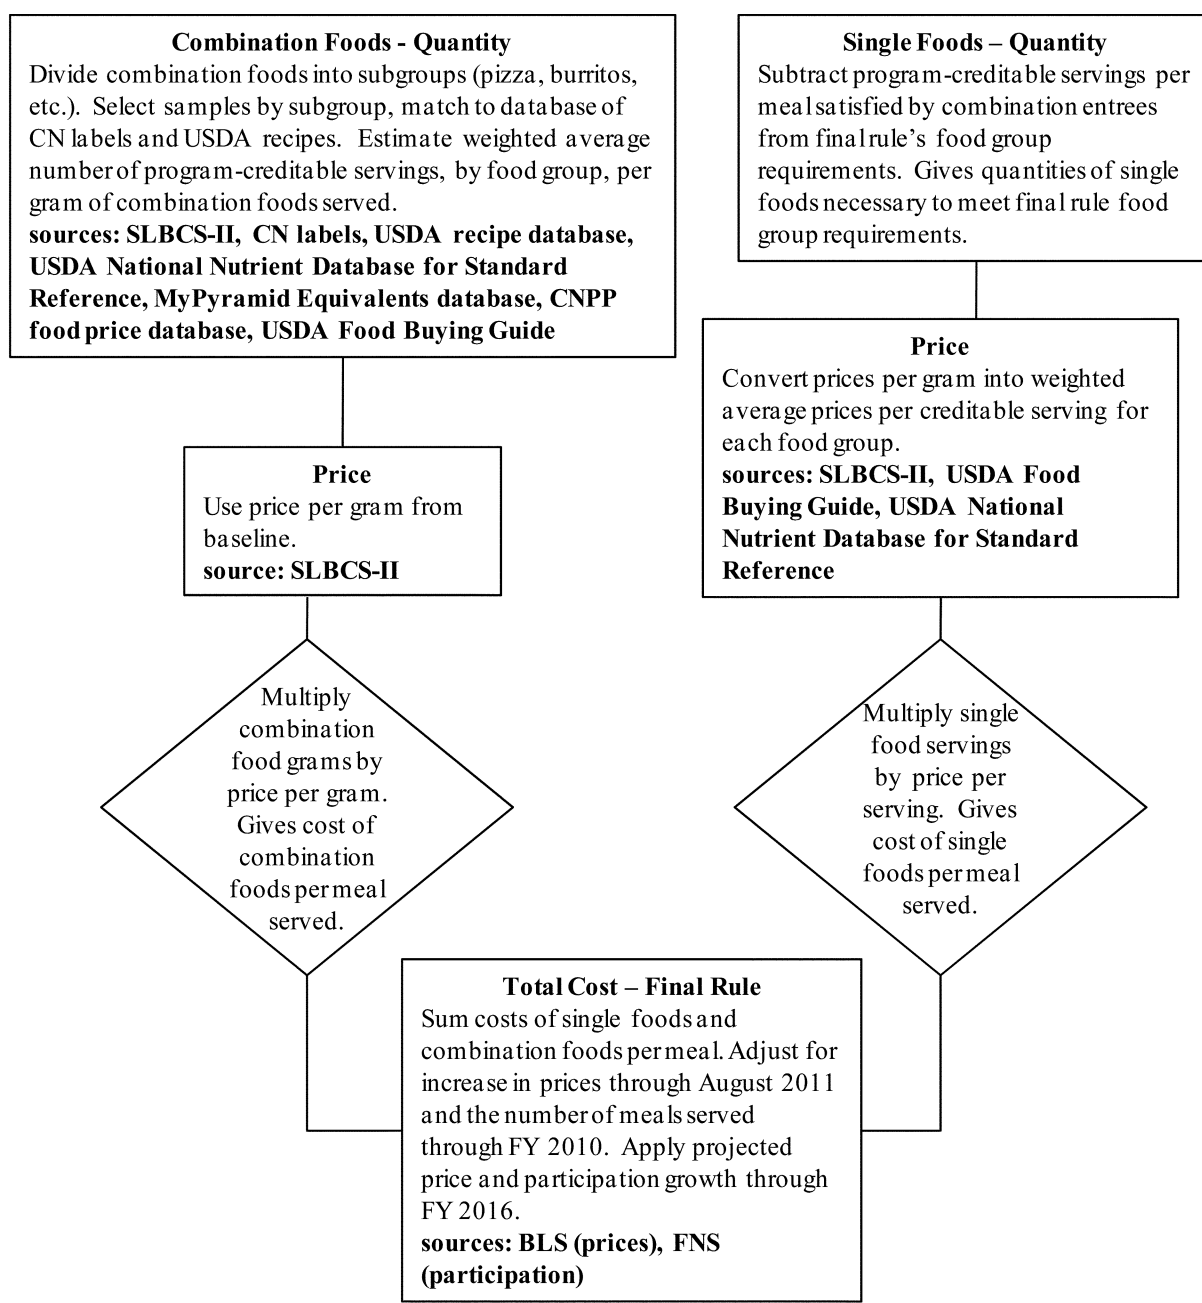 Combination Foods - Quantity
Divide combination foods into subgroups (pizza, burritos,
etc.). Select samples by subgroup, match to database of
CN labels and USDA recipes. Estimate weighted average
number of program-creditable servings, by food group, per
gram of combination foods served.
sources: SLBCS-II, CN labels, USDA recipe database,
USDA National Nutrient Database for Standard
Reference, MyPyramid Equivalents database, CNPP
food price database, USDA Food Buying Guide
Single Foods – Quantity
Subtract program-creditable servings per
meal satisfied by combination entrees
from final rule's food group
requirements. Gives quantities of single
foods necessary to meet final rule food
group requirements.
Price
Use price per gram from
baseline.
source: SLBCS-II
Price
Convert prices per gram into weighted
average prices per creditable serving for
each food group.
sources: SLBCS-II, USDA Food
Buying Guide, USDA National
Nutrient Database for Standard
Reference
Multiply
combination
food grams by
price per gram.
Gives cost of
combination
foods per meal
served.
Multiply single
food servings
by price per
serving. Gives
cost of single
foods per meal
served.
Total Cost – Final Rule
Sum costs of single foods and
combination foods per meal. Adjust for
increase in prices through August 2011
and the number of meals served
through FY 2010. Apply projected
price and participation growth through
FY 2016.
sources: BLS (prices), FNS
(participation)